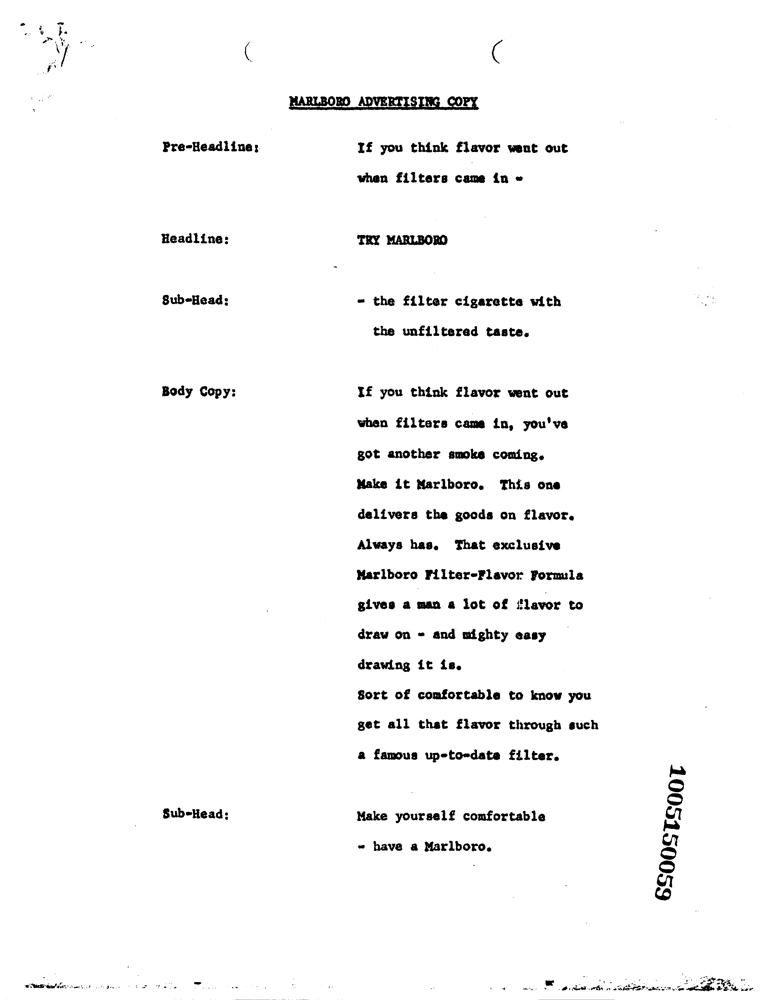 MARLBORO ADVERTISING COPY
Pre-Headline: If you think flavor went out
when filters came in -
Headline: TRY MARLBORO
Sub-Head: - the filter cigarette with
the unfiltered taste.
Body Copy: If you think flavor went out
when filters came in, you've
got another smoke coming.
Make it Marlboro. This one
delivers the goods on flavor.
Always has. That exclusive
Marlboro Filter-Flavor Formula
gives a man a lot of flavor to
draw on - and mighty easy
drawing it is.
Sort of comfortable to know you
get all that flavor through such
a famous up-to-date filter.
Sub-Head: Make yourself comfortable
- have a Marlboro.
1005150059